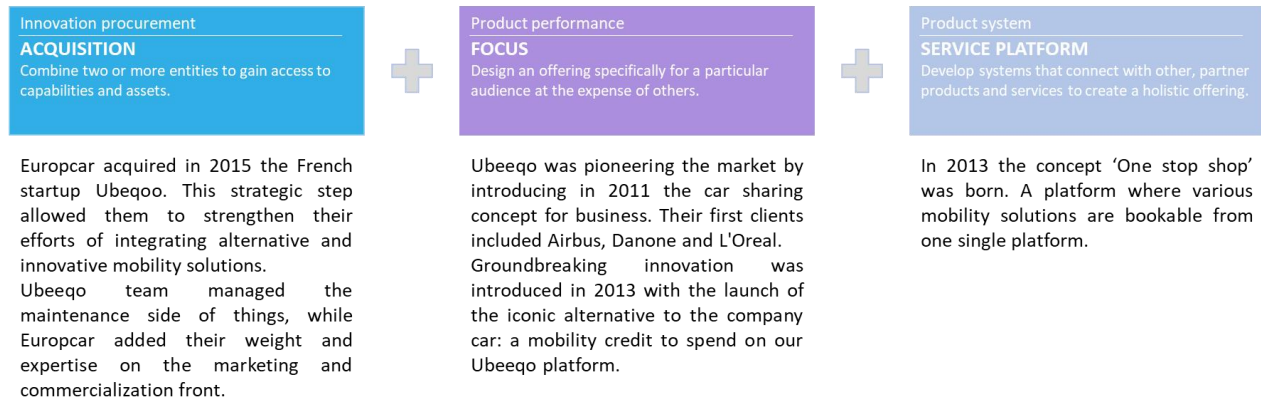 Innovation procurement
ACQUISITION
Combine two or more entities to gain access to
capabilities and assets.
Europcar acquired in 2015 the French
startup Ubeqoo. This strategic step
allowed them to strengthen their
efforts of integrating alternative and
innovative mobility solutions.
Ubeeqo team managed the
maintenance side of things, while
Europcar added their weight and
expertise on the marketing and
commercialization front.
Product performance
FOCUS
Design an offering specifically for a particular
audience at the expense of others.
Ubeeqo was pioneering the market by
introducing in 2011 the car sharing
concept for business. Their first clients
included Airbus, Danone and L'Oreal.
Groundbreaking innovation was
introduced in 2013 with the launch of
the iconic alternative to the company
car: a mobility credit to spend on our
Ubeeqo platform.
Product system
SERVICE PLATFORM
Develop systems that connect with other, partner
products and services to create a holistic offering.
In 2013 the concept ‘One stop shop’
was born. A platform where various
mobility solutions are bookable from
one single platform.